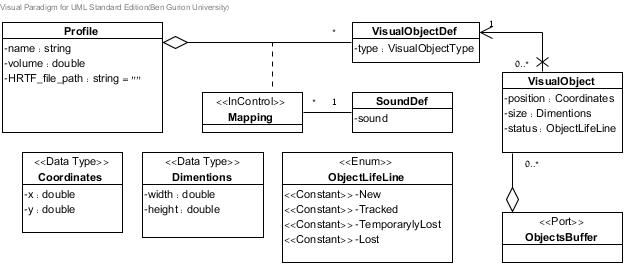 Visual Paradigm for UML Standard Edition(Ben Gurion University)
Profile
-name : string
-volume : double
-HRTF_file_path : string = ""
*
VisualObjectDef
-type : VisualObjectType
1
0..*
VisualObject
-position : Coordinates
-size : Dimentions
-status : ObjectLifeLine
<<InControl>>
Mapping
*
1
SoundDef
-sound
<<Data Type>>
Coordinates
-x : double
-y : double
<<Data Type>>
Dimentions
-width : double
-height : double
<<Enum>>
ObjectLifeLine
<<Constant>> -New
<<Constant>> -Tracked
<<Constant>> -TemporarylyLost
<<Constant>> -Lost
0..*
<<Port>>
ObjectsBuffer